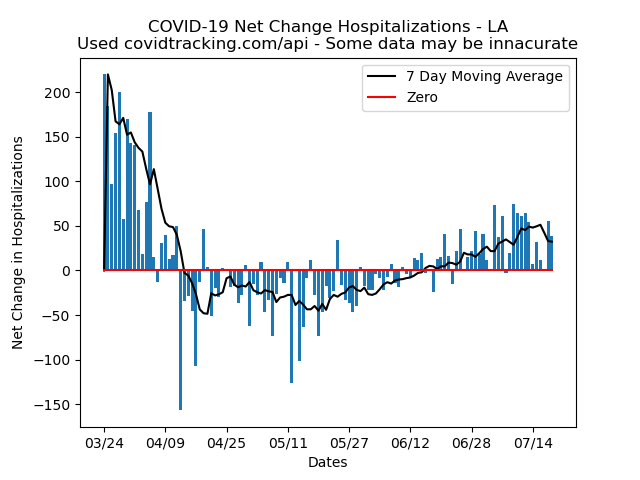 COVID-19 Net Change Hospitalizations - LA
Used covidtracking.com/api - Some data may be innacurate
7 Day Moving Average
Zero
Net Change in Hospitalizations
200
150
100
50
0
−50
−100
−150
03/24 04/09 04/25 05/11 05/27 06/12 06/28 07/14
Dates